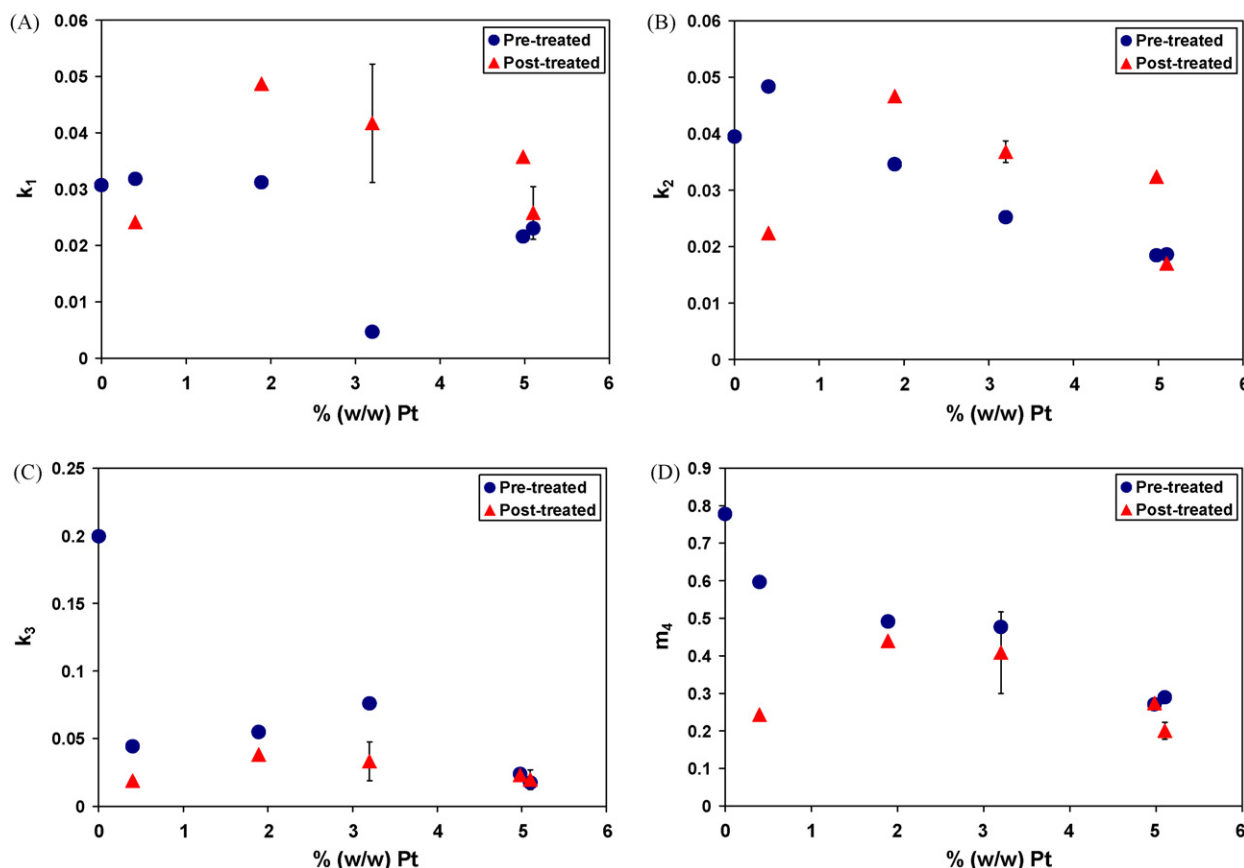 (A)
0.06
0.05
0.04
0.03
0.02
0.01
0
k₁
Pre-treated
Post-treated
0 1 2 3 4 5 6
% (w/w) Pt
(B)
0.06
0.05
0.04
0.03
0.02
0.01
0
k₂
Pre-treated
Post-treated
0 1 2 3 4 5 6
% (w/w) Pt
(C)
0.25
0.2
0.15
0.1
0.05
0
k₃
Pre-treated
Post-treated
0 1 2 3 4 5 6
% (w/w) Pt
(D)
0.9
0.8
0.7
0.6
0.5
0.4
0.3
0.2
0.1
0
m₄
Pre-treated
Post-treated
0 1 2 3 4 5 6
% (w/w) Pt